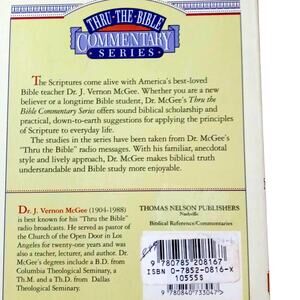 THRU·THE·BIBLE
COMMENTARY
SERIES
The Scriptures come alive with America's best-loved
Bible teacher Dr. J. Vernon McGee. Whether you are a new
believer or a longtime Bible student, Dr. McGee's Thru the
Bible Commentary Series offers sound biblical scholarship and
practical, down-to-earth suggestions for applying the principles
of Scripture to everyday life.
The studies in the series have been taken from Dr. McGee's
"Thru the Bible" radio messages. With his familiar, anecdotal
style and lively approach, Dr. McGee makes biblical truth
understandable and Bible study more enjoyable.
Dr. J. Vernon McGee (1904-1988)
is best known for his "Thru the Bible"
radio broadcasts. He served as pastor of
the Church of the Open Door in Los
Angeles for twenty-one years and was
also a teacher, lecturer, and author. Dr.
McGee's degrees include a B.D. from
Columbia Theological Seminary, a Th.M.
and a Th.D. from Dallas
Theological Seminary.
THOMAS NELSON PUBLISHERS
Nashville
Biblical Reference/Commentaries
9 780785 208167
ISBN 0-7852-0816-X
10555S
9 780840 733047